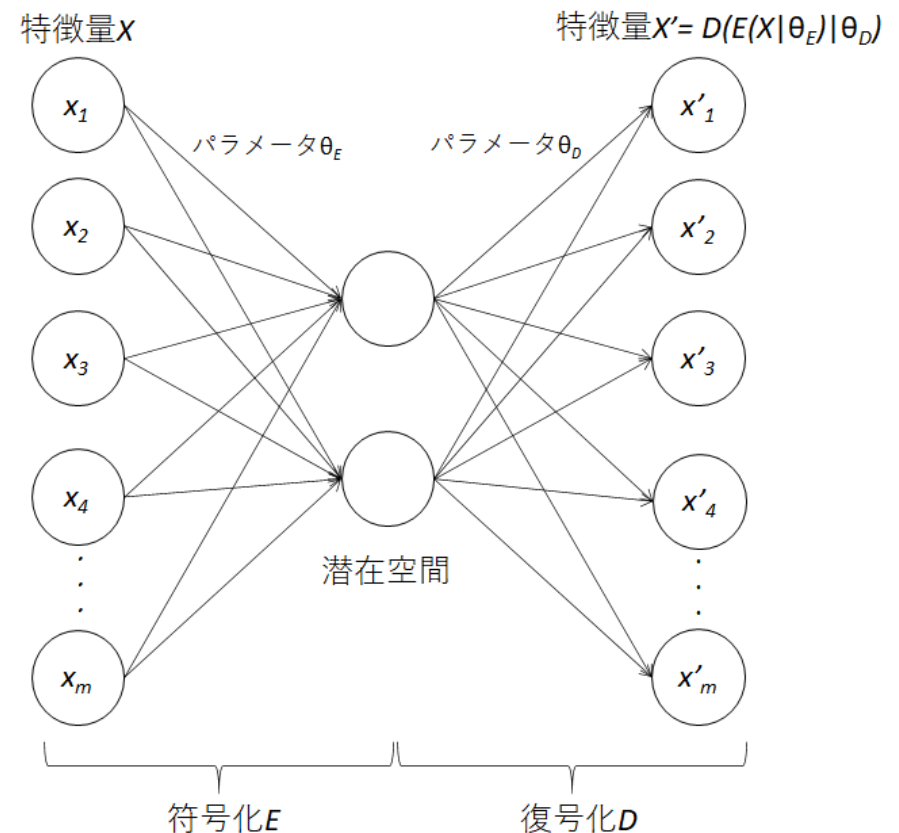 特徴量X
特徴量X’= D(E(X|θE)|θD)
パラメータθE
パラメータθD
x1
x2
x3
x4
.
.
.
xm
潜在空間
x’1
x’2
x’3
x’4
.
.
.
x’m
符号化E
復号化D